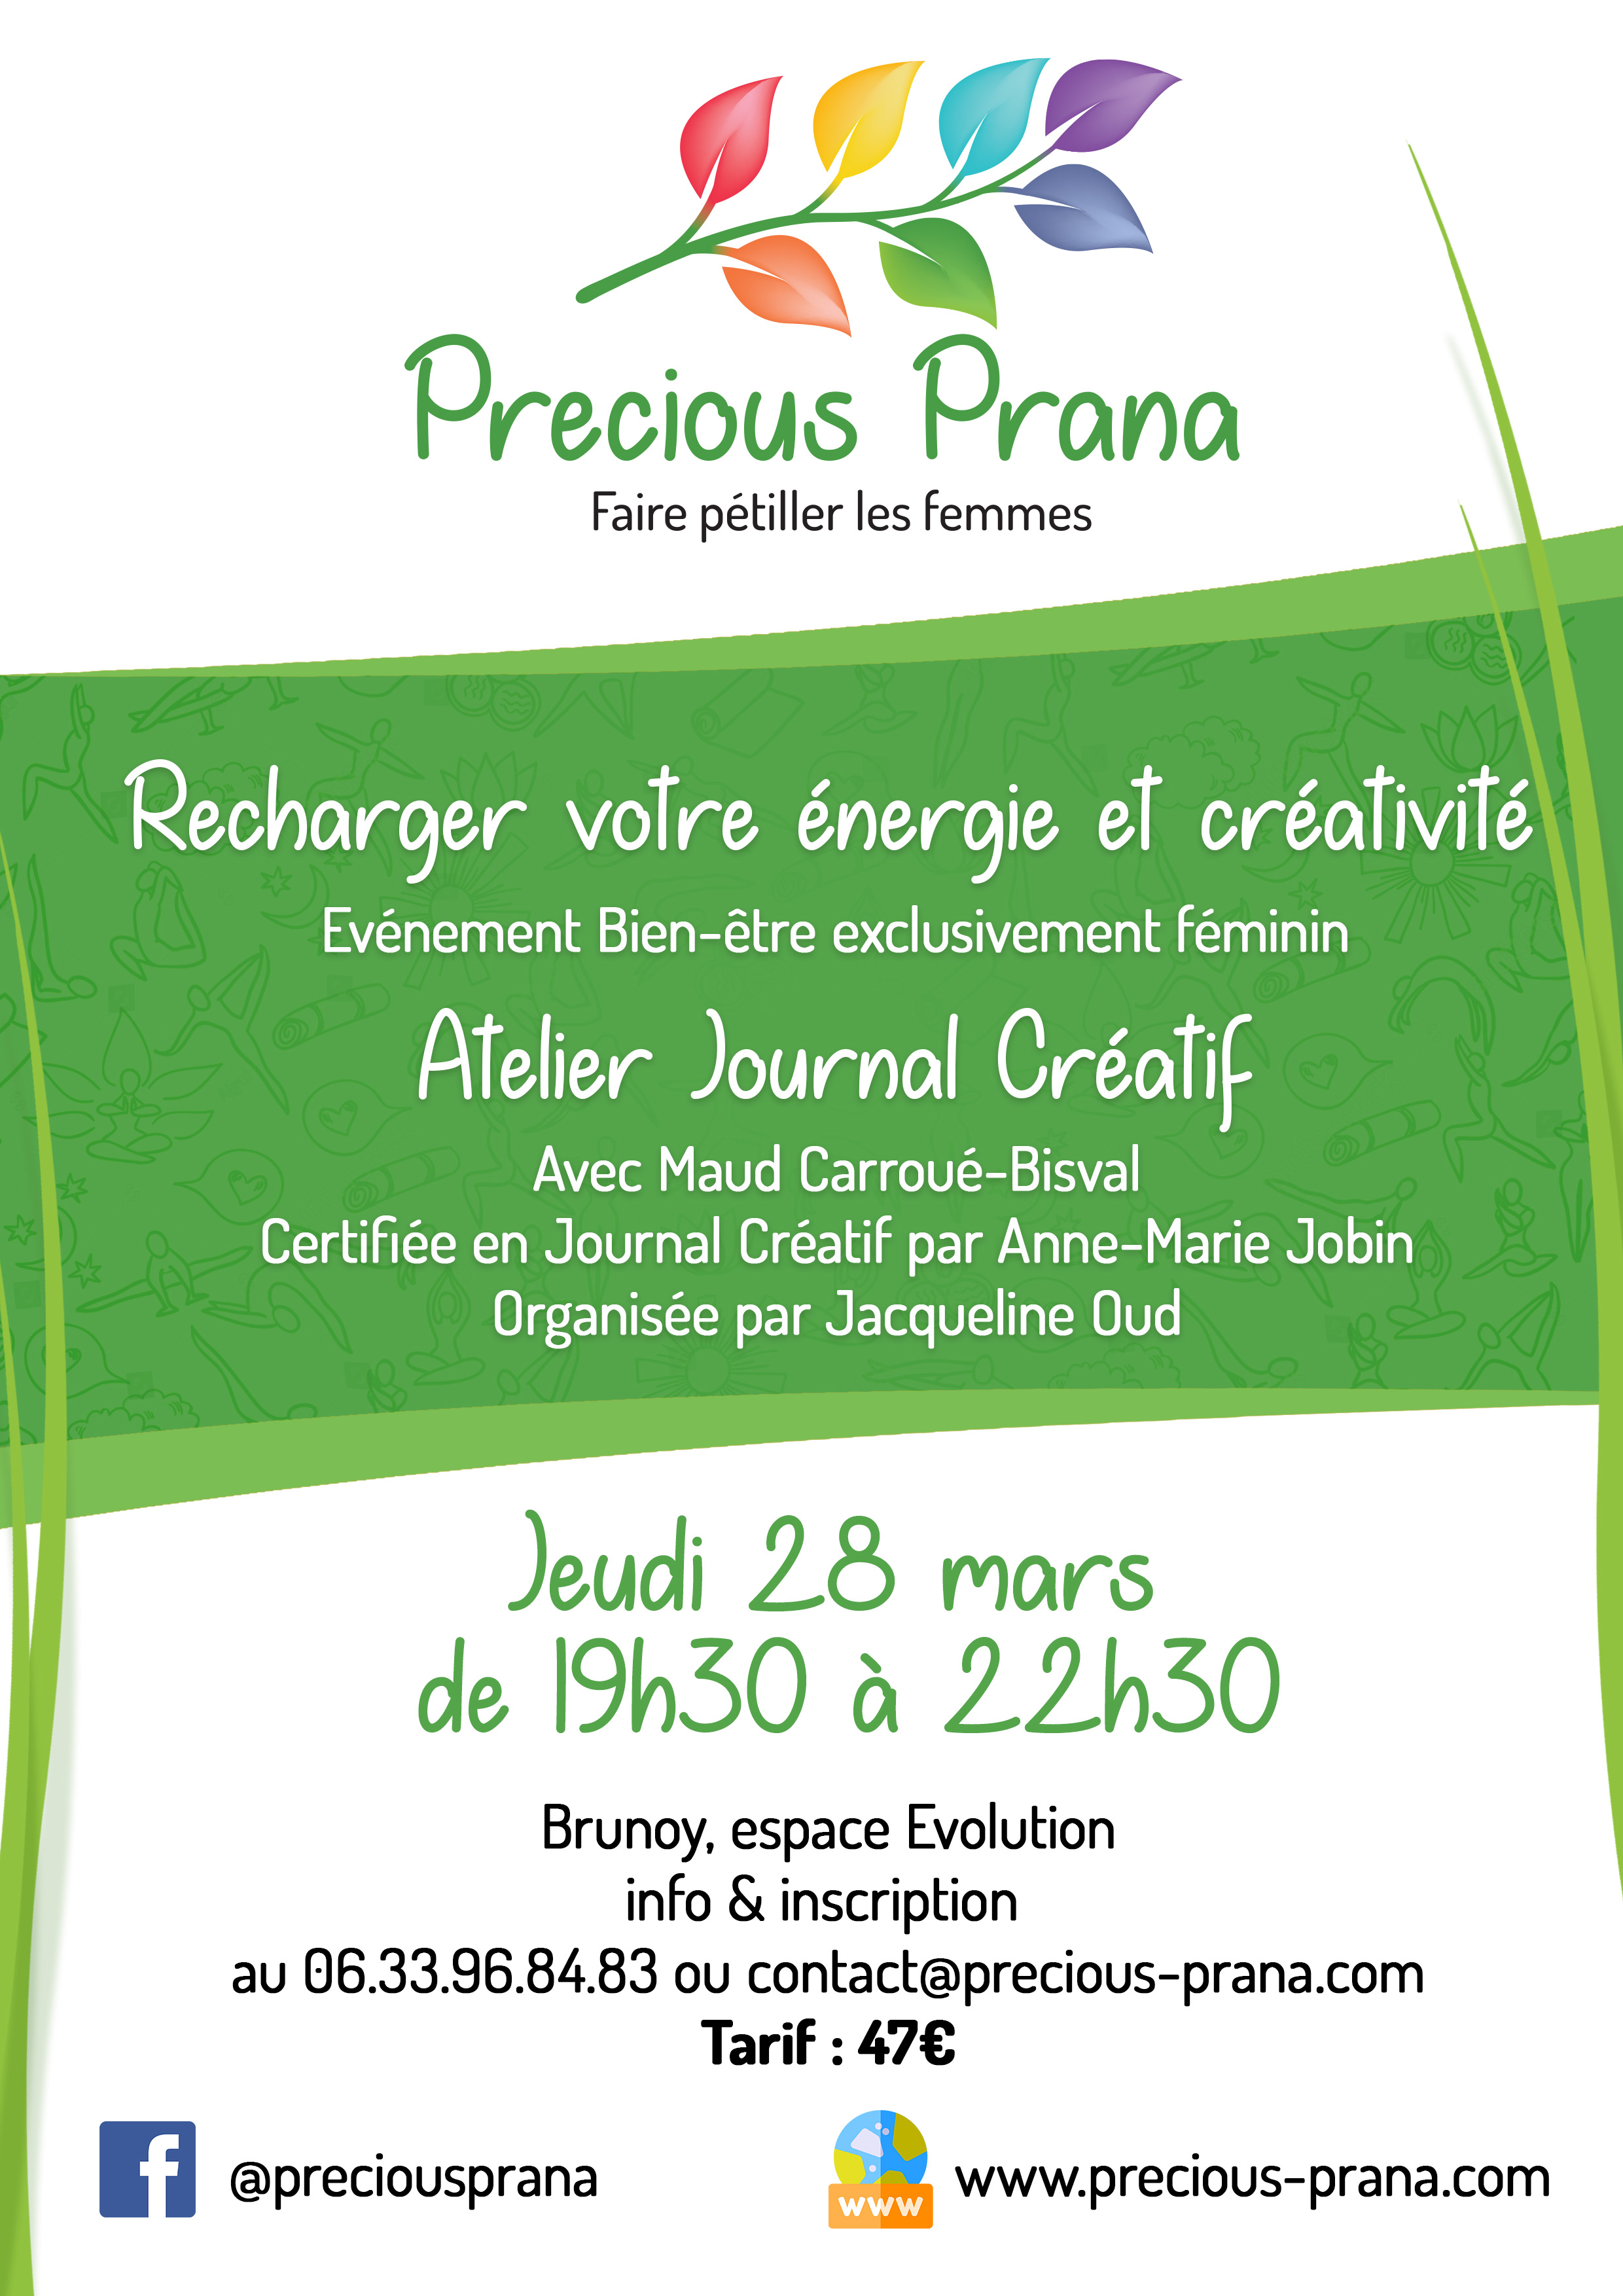 Precious Prana
Faire pétiller les femmes
Recharger votre énergie et créativité
Evénement Bien-être exclusivement féminin
Atelier Journal Créatif
Avec Maud Carroué-Bisval
Certifiée en Journal Créatif par Anne-Marie Jobin
Organisée par Jacqueline Oud
Jeudi 28 mars
de 19h30 à 22h30
Brunoy, espace Evolution
info & inscription
au 06.33.96.84.83 ou contact@precious-prana.com
Tarif : 47€
f @preciousprana
www www.precious-prana.com